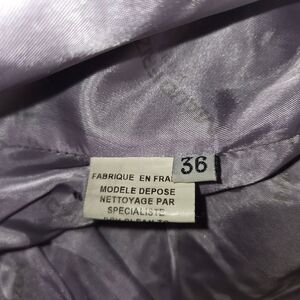 36
FABRIQUE EN FRA
MODELE DEPOSE
NETTOYAGE PAR
SPECIALISTE